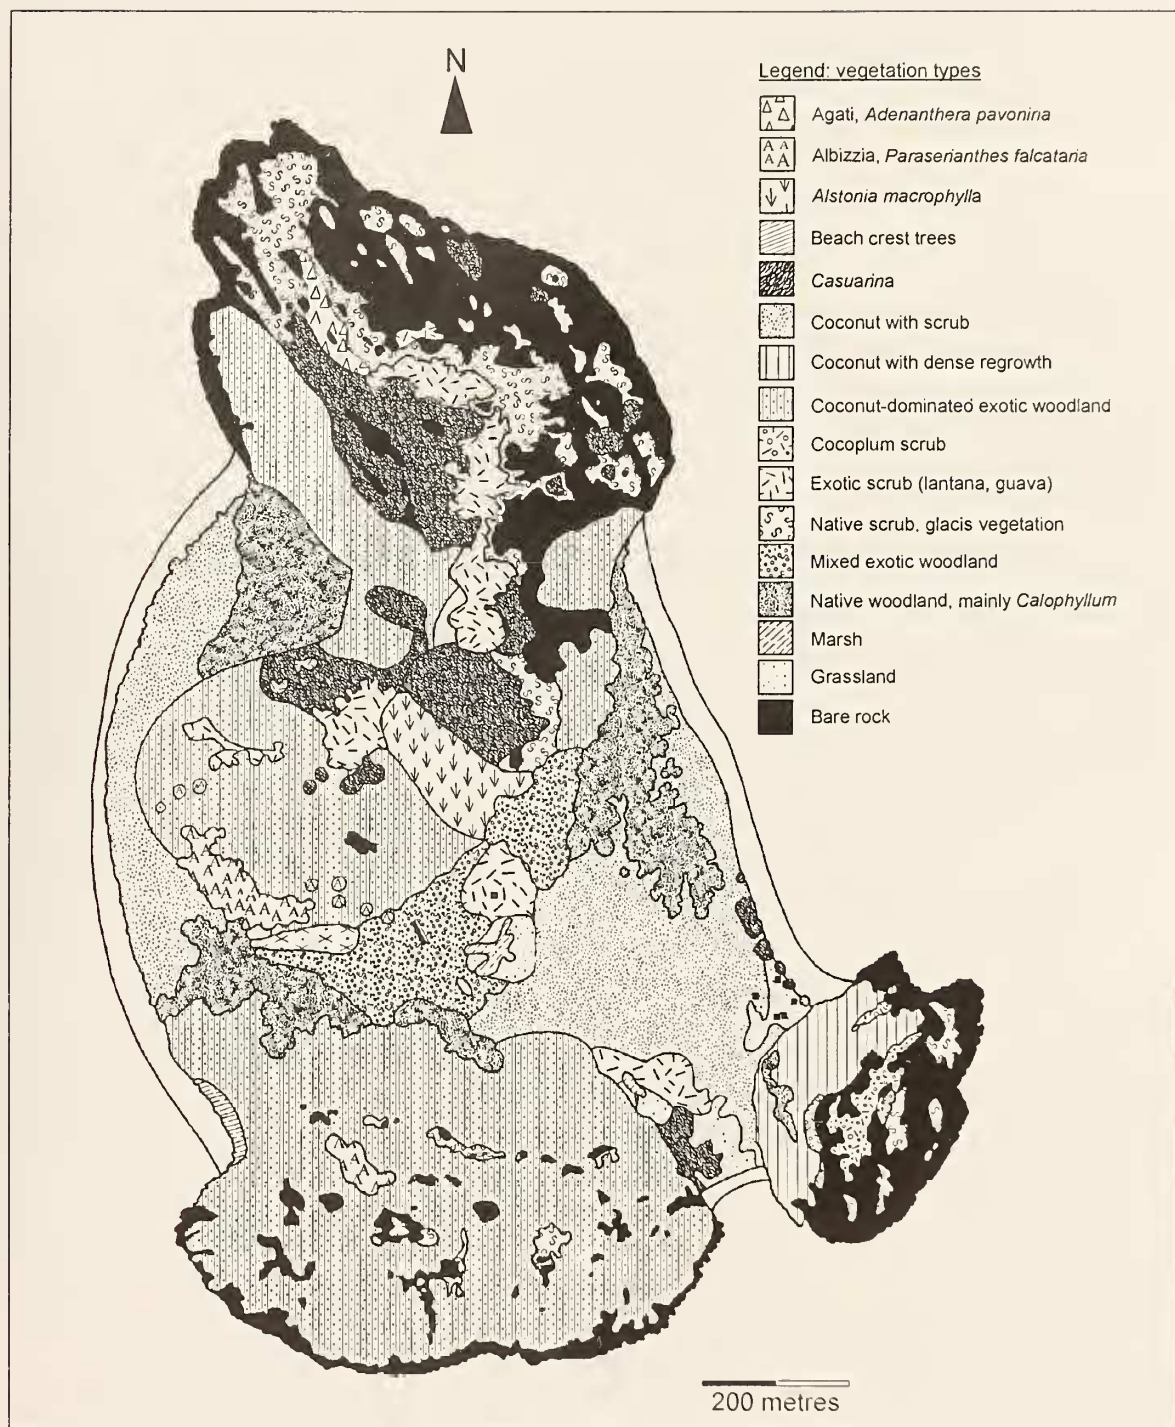 N
Legend: vegetation types
Agati, Adenanthera pavonina
Albizzia, Paraserianthes falcataria
Alstonia macrophylla
Beach crest trees
Casuarina
Coconut with scrub
Coconut with dense regrowth
Coconut-dominated exotic woodland
Cocoplum scrub
Exotic scrub (lantana, guava)
Native scrub, glacis vegetation
Mixed exotic woodland
Native woodland, mainly Calophyllum
Marsh
Grassland
Bare rock
200 metres